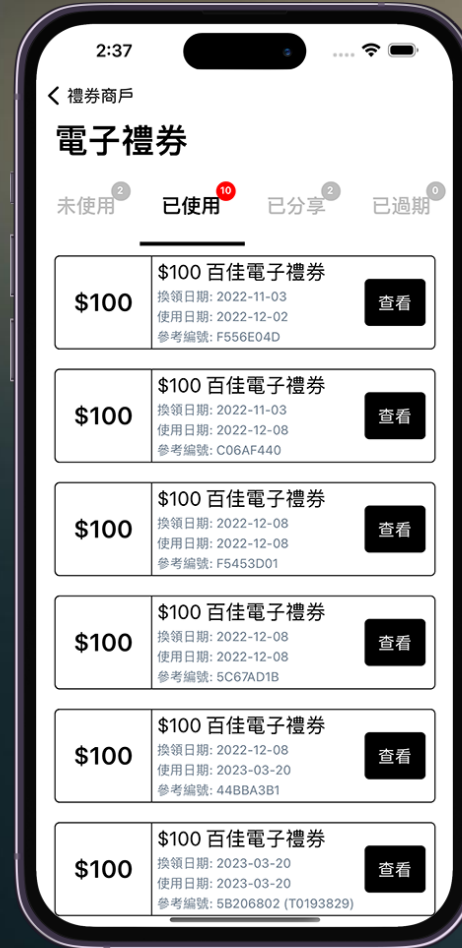 2:37
禮券商戶
電子禮券
未使用 2
已使用 10
已分享 2
已過期 0
$100
$100 百佳電子禮券
換領日期: 2022-11-03
使用日期: 2022-12-02
參考編號: F556E04D
查看
$100
$100 百佳電子禮券
換領日期: 2022-11-03
使用日期: 2022-12-08
參考編號: C06AF440
查看
$100
$100 百佳電子禮券
換領日期: 2022-12-08
使用日期: 2022-12-08
參考編號: F5453D01
查看
$100
$100 百佳電子禮券
換領日期: 2022-12-08
使用日期: 2022-12-08
參考編號: 5C67AD1B
查看
$100
$100 百佳電子禮券
換領日期: 2022-12-08
使用日期: 2023-03-20
參考編號: 44BBA3B1
查看
$100
$100 百佳電子禮券
換領日期: 2023-03-20
使用日期: 2023-03-20
參考編號: 5B206802 (T0193829)
查看